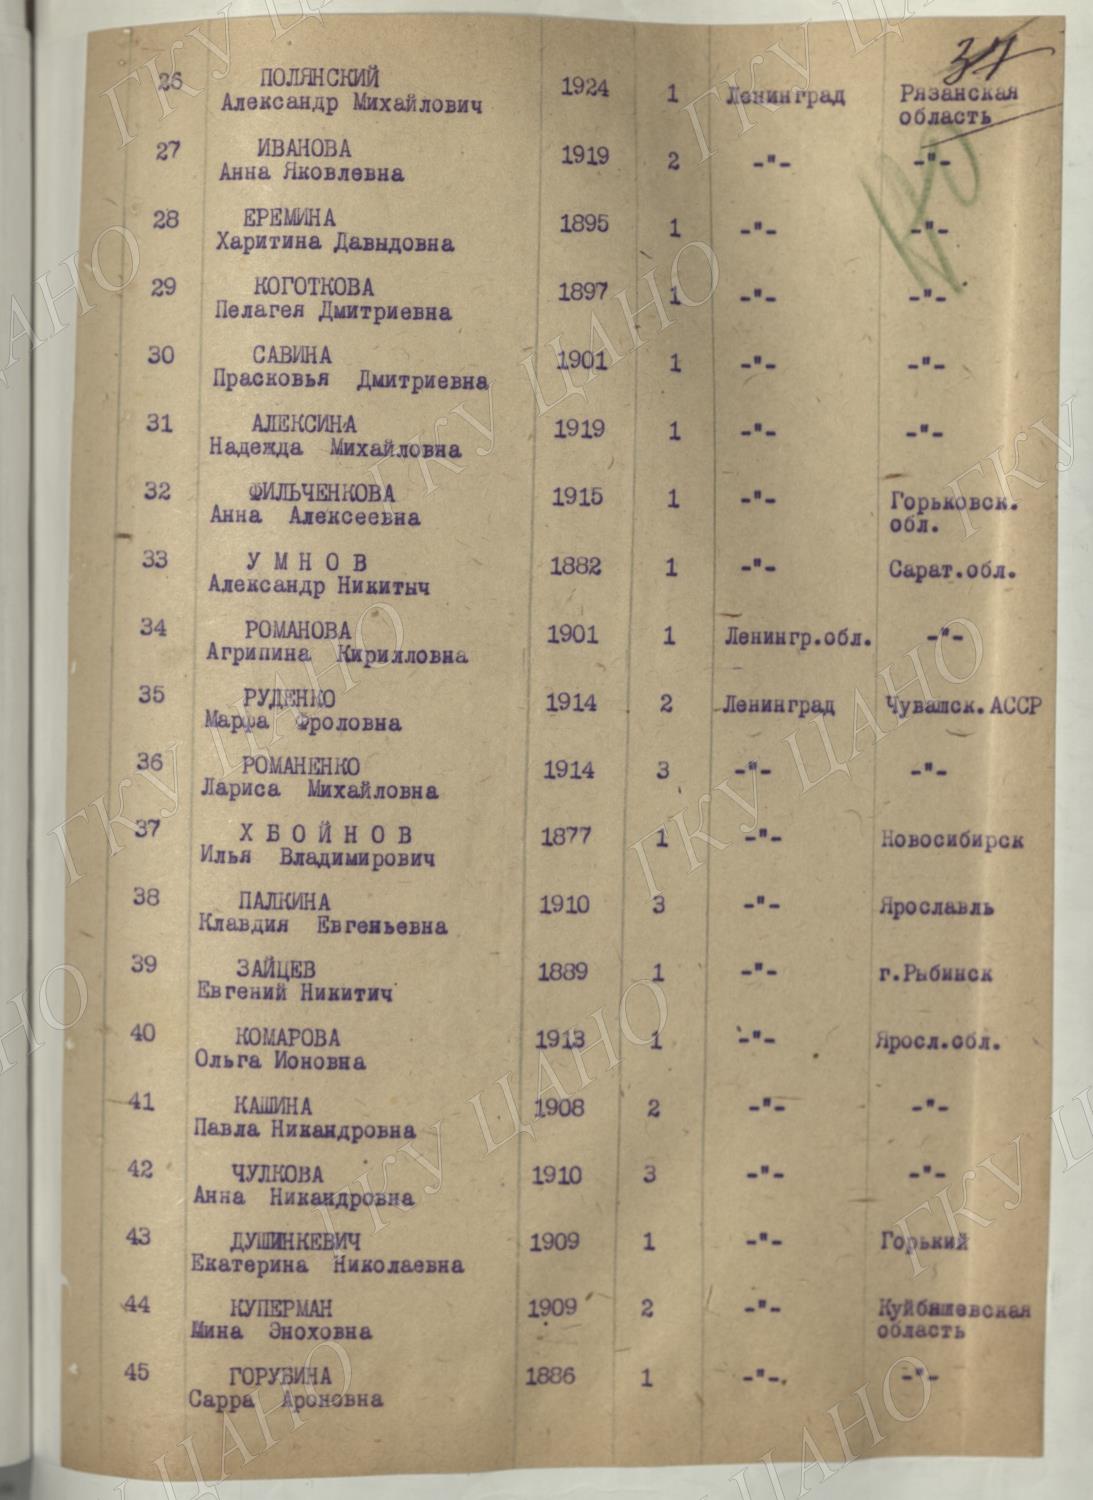 37
26 ПОЛЯНСКИЙ 1924 1 Ленинград Рязанская
Александр Михайлович область
27 ИВАНОВА 1919 2 -"- -"-
Анна Яковлевна
28 ЕРЕМИНА 1895 1 -"- -"-
Харитина Давыдовна
29 КОГОТКОВА 1897 1 -"- -"-
Пелагея Дмитриевна
30 САВИНА 1901 1 -"- -"-
Прасковья Дмитриевна
31 АЛЕКСИНА 1919 1 -"- -"-
Надежда Михайловна
32 ФИЛЬЧЕНКОВА 1915 1 -"- Горьковск.
Анна Алексеевна обл.
33 У М Н О В 1882 1 -"- Сарат.обл.
Александр Никитыч
34 РОМАНОВА 1901 1 Ленингр.обл. -"-
Агрипина Кирилловна
35 РУДЕНКО 1914 2 Ленинград Чувашск.АССР
Марфа Фроловна
36 РОМАНЕНКО 1914 3 -"- -"-
Лариса Михайловна
37 Х Б О Й Н О В 1877 1 -"- Новосибирск
Илья Владимирович
38 ПАЛКИНА 1910 3 -"- Ярославль
Клавдия Евгеньевна
39 ЗАЙЦЕВ 1889 1 -"- г.Рыбинск
Евгений Никитич
40 КОМАРОВА 1913 1 -"- Яросл.обл.
Ольга Ионовна
41 КАШИНА 1908 2 -"- -"-
Павла Никандровна
42 ЧУЛКОВА 1910 3 -"- -"-
Анна Никандровна
43 ДУШИНКЕВИЧ 1909 1 -"- Горький
Екатерина Николаевна
44 КУПЕРМАН 1909 2 -"- Куйбышевская
Мина Эноховна область
45 ГОРУБИНА 1886 1 -"-. -"-
Сарра Ароновна
ГКУ ЦАНО